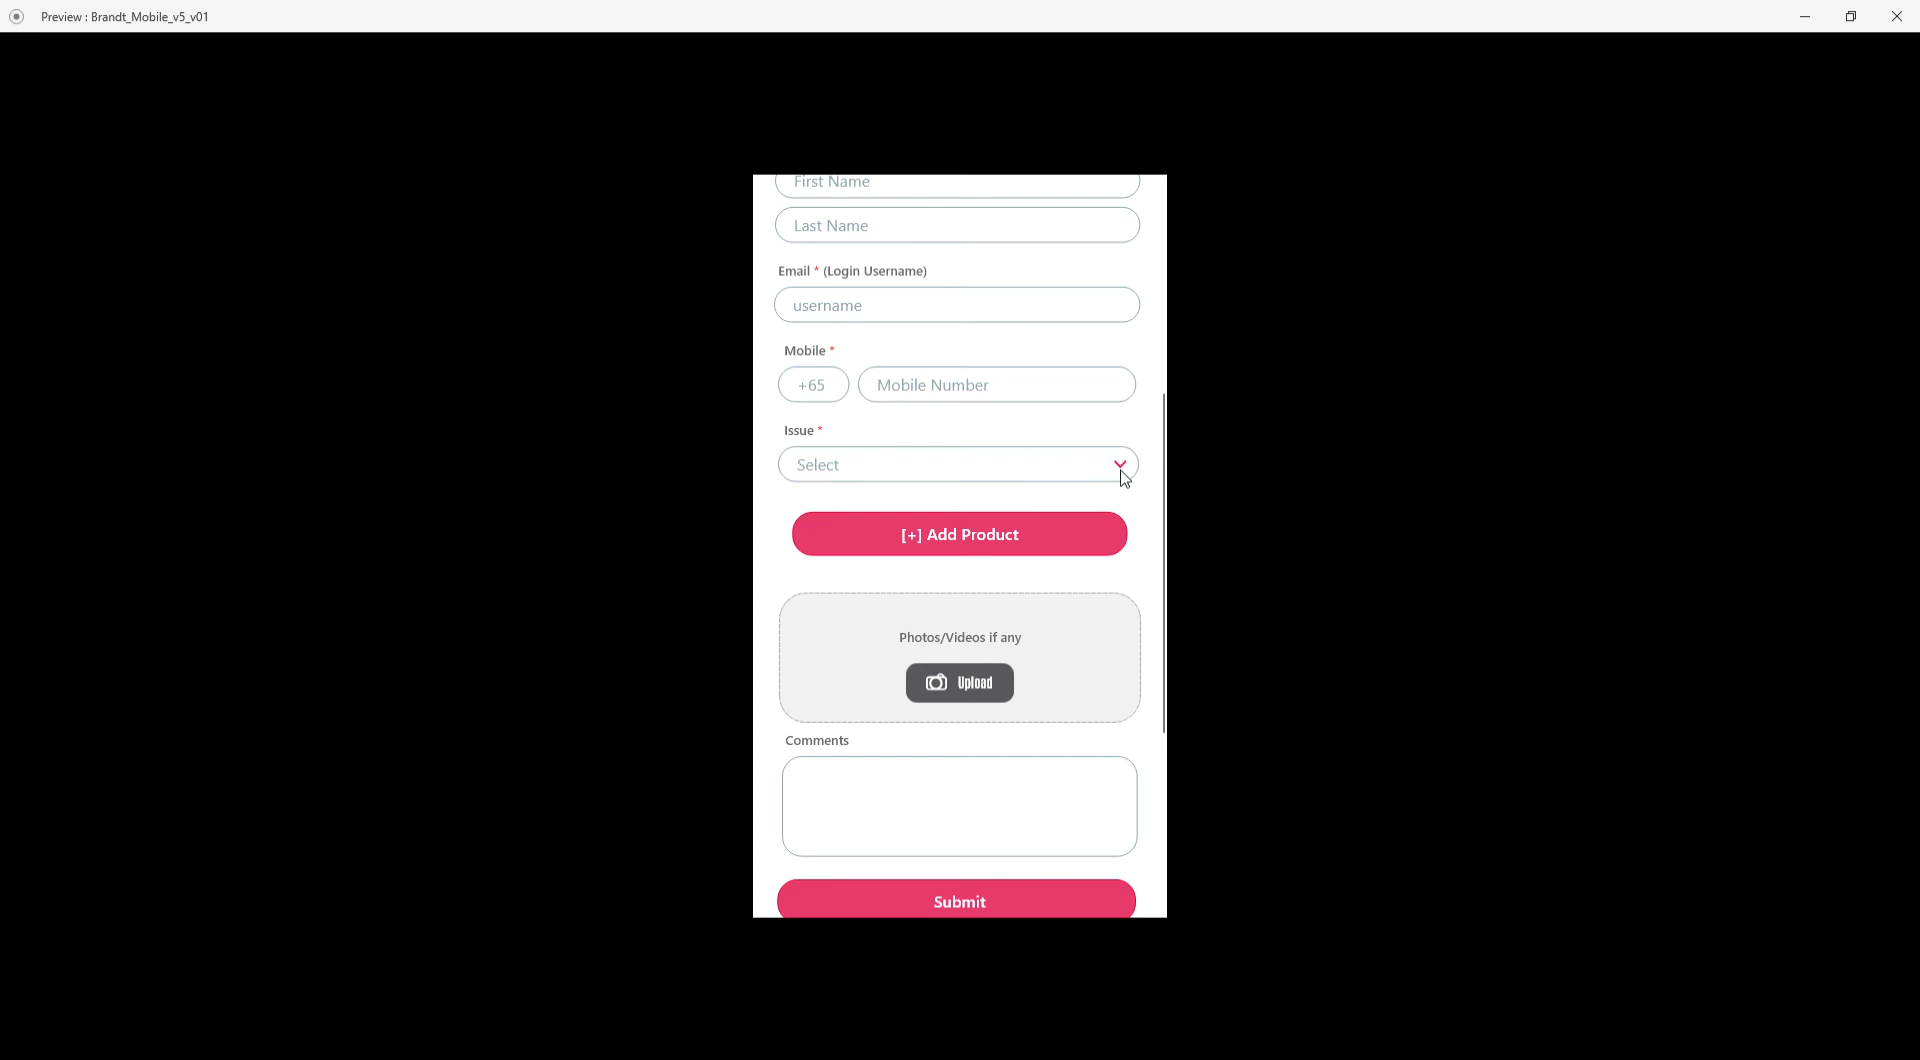 Preview : Brandt_Mobile_v5_v01
First Name
Last Name
Email * (Login Username)
username
Mobile *
+65 Mobile Number
Issue *
Select
[+] Add Product
Photos/Videos if any
Upload
Comments
Submit